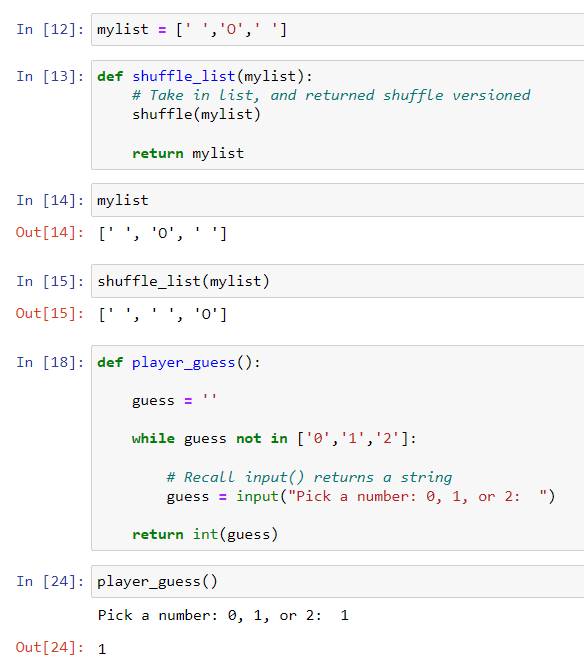 In [12]: mylist = [' ','O',' ']
In [13]: def shuffle_list(mylist):
# Take in list, and returned shuffle versioned
shuffle(mylist)
return mylist
In [14]: mylist
Out[14]: [' ', 'O', ' ']
In [15]: shuffle_list(mylist)
Out[15]: [' ', ' ', 'O']
In [18]: def player_guess():
guess = ''
while guess not in ['0','1','2']:
# Recall input() returns a string
guess = input("Pick a number: 0, 1, or 2:  ")
return int(guess)
In [24]: player_guess()
Pick a number: 0, 1, or 2:  1
Out[24]: 1